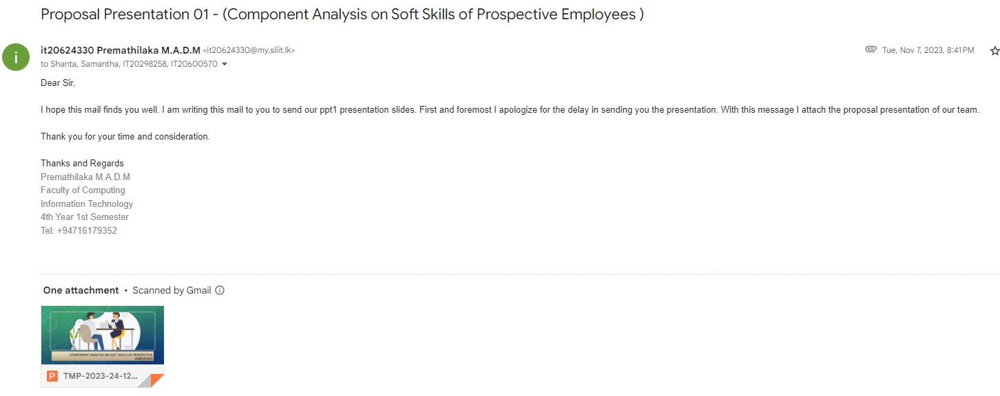 Proposal Presentation 01 - (Component Analysis on Soft Skills of Prospective Employees )
i
it20624330 Premathilaka M.A.D.M <it20624330@my.sliit.lk>
Tue, Nov 7, 2023, 8:41 PM
to Shanta, Samantha, IT20298258, IT20600570
Dear Sir,
I hope this mail finds you well. I am writing this mail to you to send our ppt1 presentation slides. First and foremost I apologize for the delay in sending you the presentation. With this message I attach the proposal presentation of our team.
Thank you for your time and consideration.
Thanks and Regards
Premathilaka M.A.D.M
Faculty of Computing
Information Technology
4th Year 1st Semester
Tel: +94716179352
One attachment • Scanned by Gmail
COMPONENT ANALYSIS ON SOFT SKILLS OF PROSPECTIVE
EMPLOYEES
P TMP-2023-24-12...